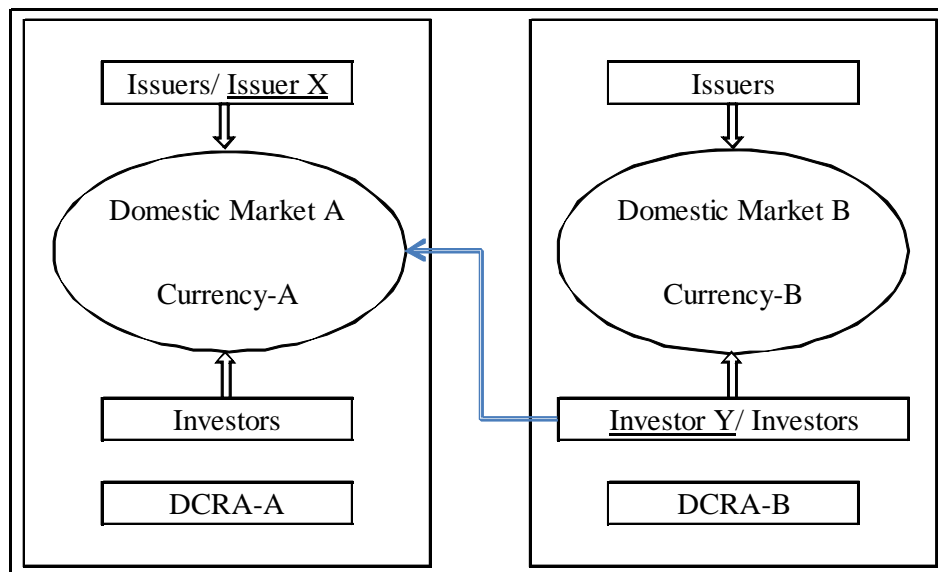 Issuers/ Issuer X
Domestic Market A
Currency-A
Investors
DCRA-A
Issuers
Domestic Market B
Currency-B
Investor Y/ Investors
DCRA-B